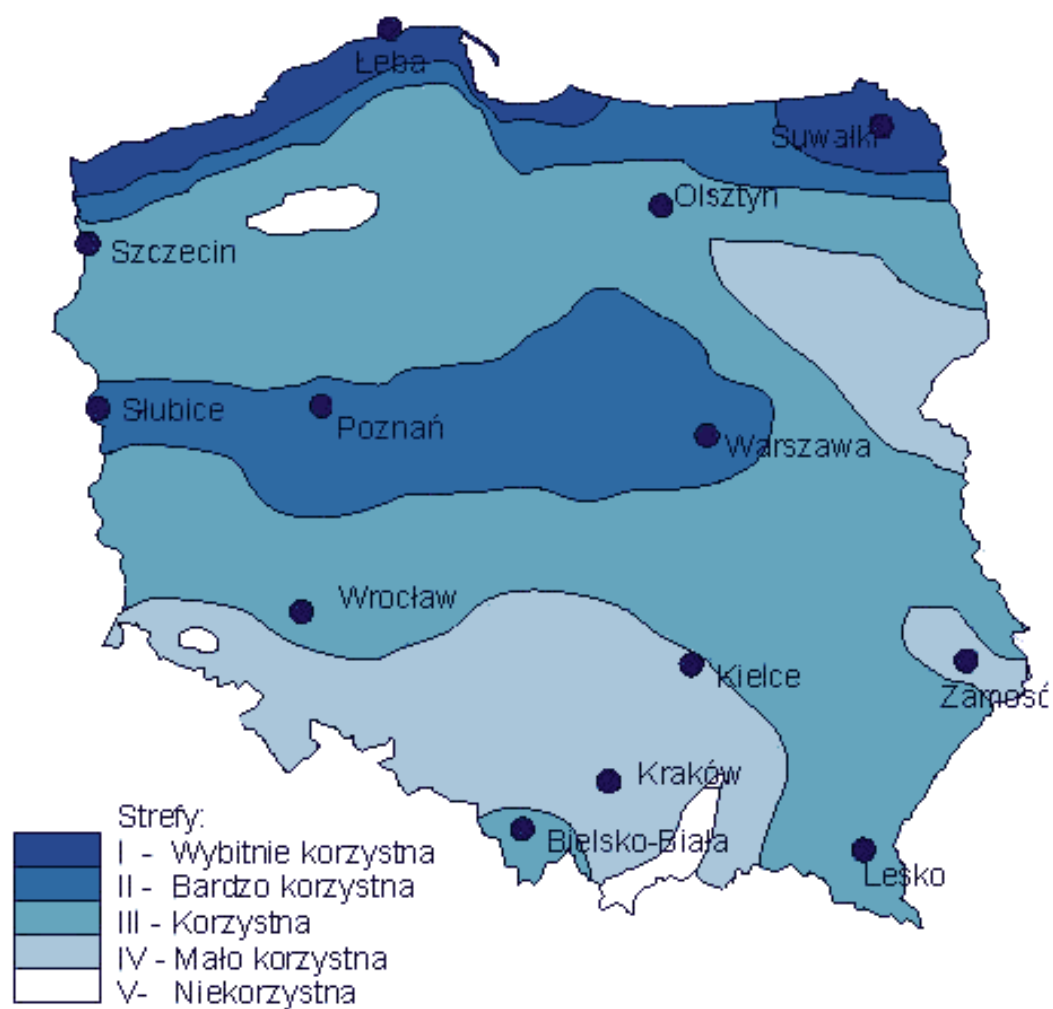 Łeba
Suwałki
Olsztyn
Szczecin
Słubice
Poznań
Warszawa
Wrocław
Kielce
Zamość
Kraków
Bielsko-Biała
Lesko
Strefy:
I - Wybitnie korzystna
II - Bardzo korzystna
III - Korzystna
IV - Mało korzystna
V- Niekorzystna